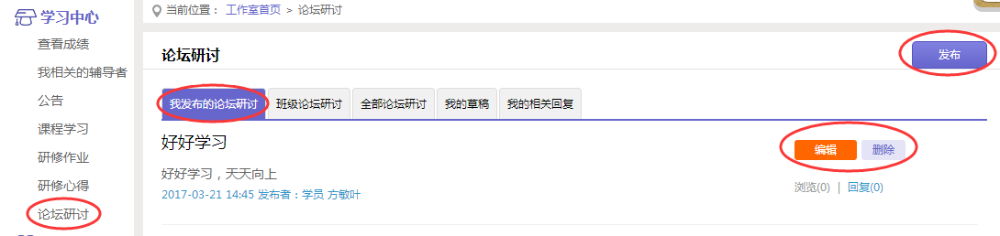 学习中心
查看成绩
我相关的辅导者
公告
课程学习
研修作业
研修心得
论坛研讨
当前位置： 工作室首页 > 论坛研讨
论坛研讨
发布
我发布的论坛研讨 班级论坛研讨 全部论坛研讨 我的草稿 我的相关回复
好好学习
编辑 删除
好好学习，天天向上
2017-03-21 14:45 发布者：学员 方敏叶
浏览(0) | 回复(0)